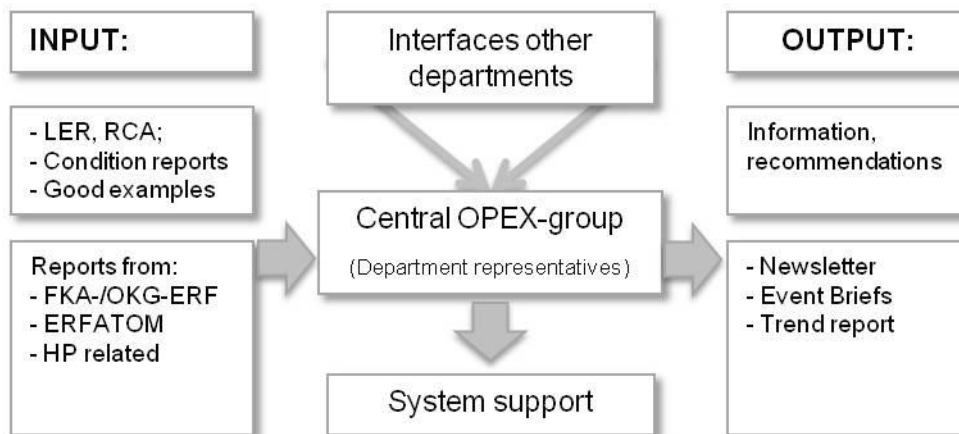 INPUT:
- LER, RCA;
- Condition reports
- Good examples
Reports from:
- FKA-/OKG-ERF
- ERFATOM
- HP related
Interfaces other
departments
Central OPEX-group
(Department representatives)
System support
OUTPUT:
Information,
recommendations
- Newsletter
- Event Briefs
- Trend report